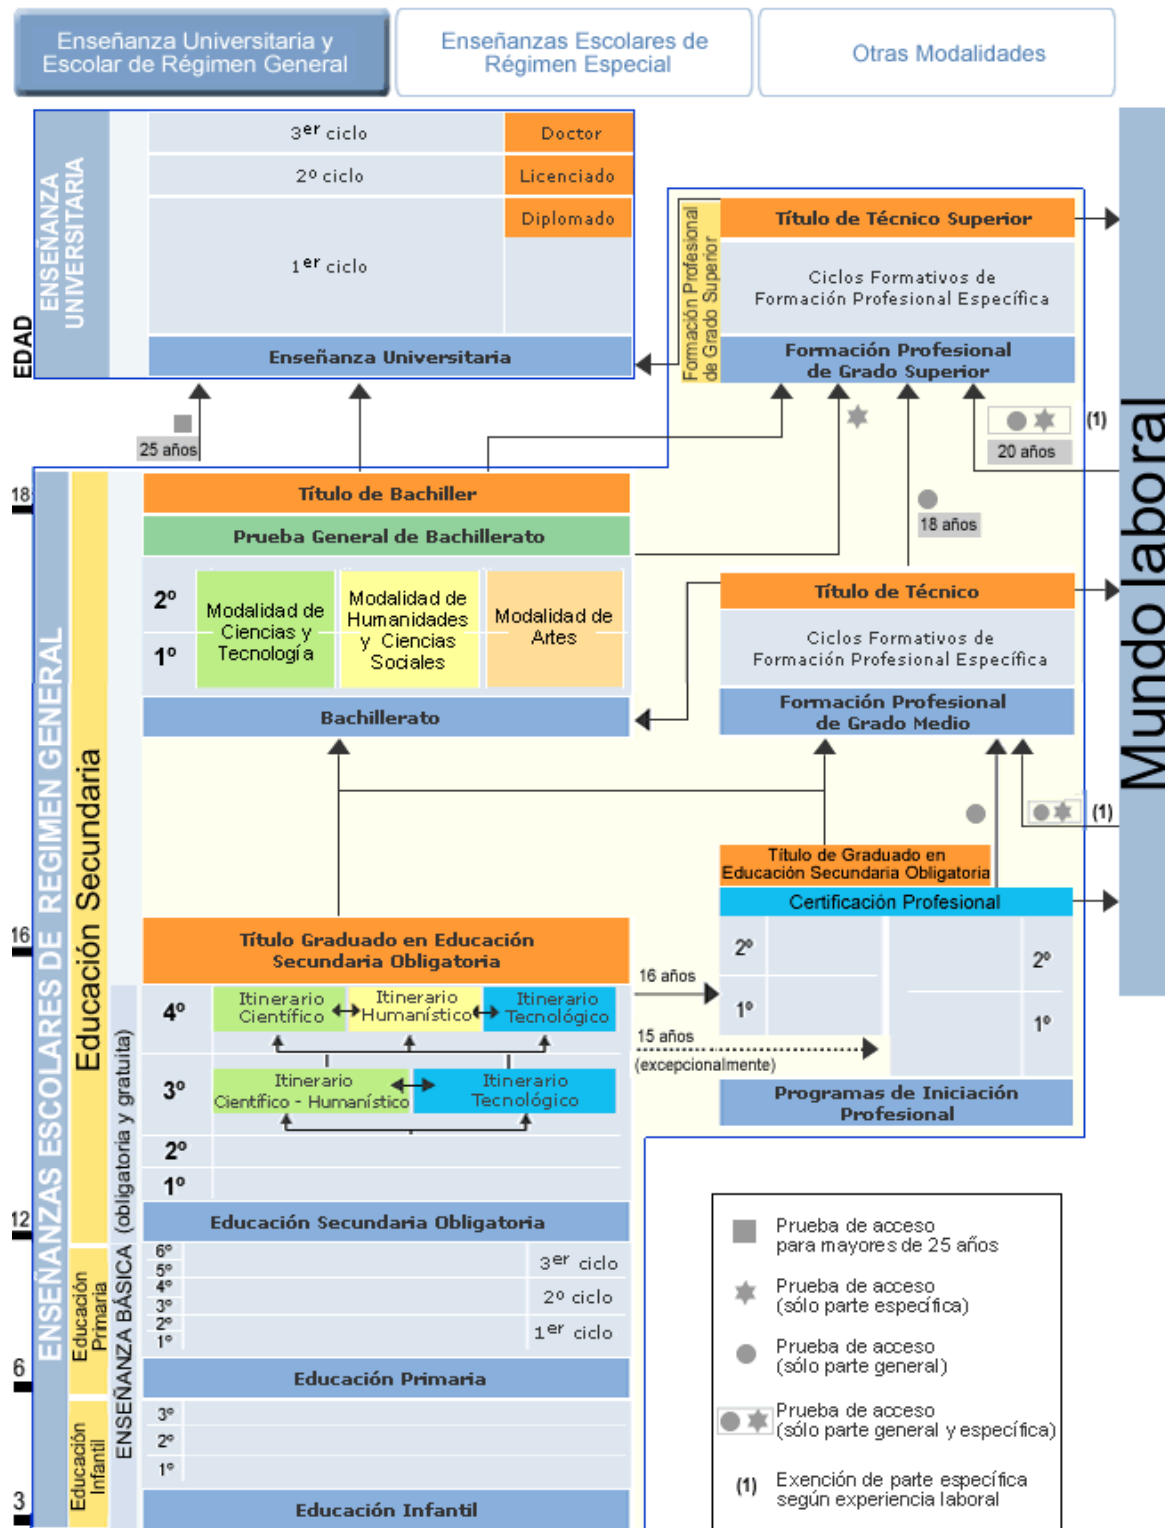 Enseñanza Universitaria y
Escolar de Régimen General
Enseñanzas Escolares de
Régimen Especial
Otras Modalidades
ENSEÑANZA
UNIVERSITARIA
3er ciclo
Doctor
2º ciclo
Licenciado
Diplomado
1er ciclo
Enseñanza Universitaria
EDAD
Formación Profesional
de Grado Superior
Título de Técnico Superior
Ciclos Formativos de
Formación Profesional Específica
Formación Profesional
de Grado Superior
Mundo laboral
25 años
(1)
20 años
18 años
18
ENSEÑANZAS ESCOLARES DE REGIMEN GENERAL
Educación Secundaria
Título de Bachiller
Prueba General de Bachillerato
2º
1º
Modalidad de
Ciencias y
Tecnología
Modalidad de
Humanidades
y Ciencias
Sociales
Modalidad de
Artes
Bachillerato
Título de Técnico
Ciclos Formativos de
Formación Profesional Específica
Formación Profesional
de Grado Medio
(1)
Título de Graduado en
Educación Secundaria Obligatoria
Certificación Profesional
2º
1º
2º
1º
Programas de Iniciación
Profesional
16 años
15 años
(excepcionalmente)
16
Título Graduado en Educación
Secundaria Obligatoria
4º
Itinerario
Científico
Itinerario
Humanístico
Itinerario
Tecnológico
3º
Itinerario
Científico - Humanístico
Itinerario
Tecnológico
2º
1º
Educación Secundaria Obligatoria
12
ENSEÑANZA BÁSICA (obligatoria y gratuita)
Educación
Primaria
6º
5º
4º
3º
2º
1º
3er ciclo
2º ciclo
1er ciclo
Educación Primaria
6
Educación
Infantil
3º
2º
1º
Educación Infantil
3
Prueba de acceso
para mayores de 25 años
Prueba de acceso
(sólo parte específica)
Prueba de acceso
(sólo parte general)
Prueba de acceso
(sólo parte general y específica)
(1) Exención de parte específica
según experiencia laboral